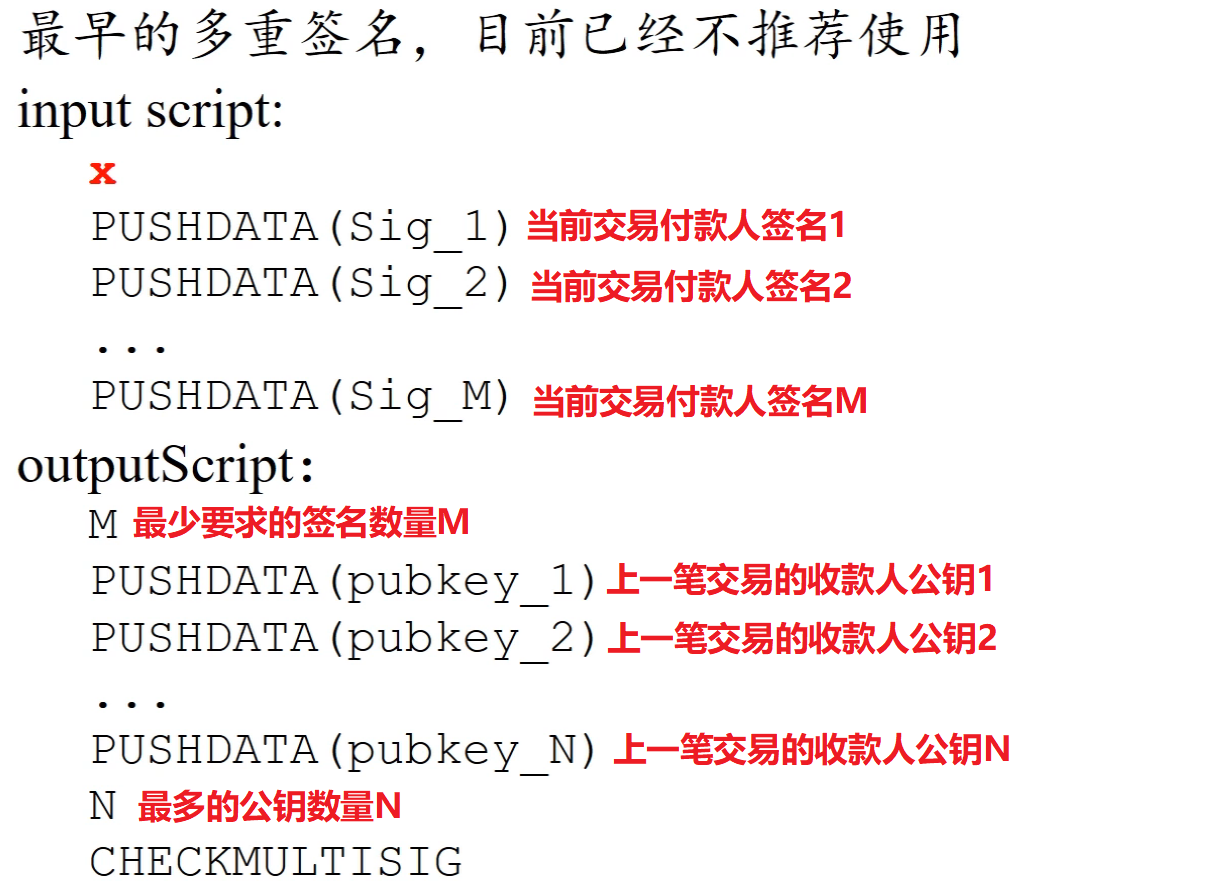 最早的多重签名，目前已经不推荐使用
input script:
x
PUSHDATA(Sig_1) 当前交易付款人签名1
PUSHDATA(Sig_2) 当前交易付款人签名2
...
PUSHDATA(Sig_M) 当前交易付款人签名M
outputScript：
M 最少要求的签名数量M
PUSHDATA(pubkey_1) 上一笔交易的收款人公钥1
PUSHDATA(pubkey_2) 上一笔交易的收款人公钥2
...
PUSHDATA(pubkey_N) 上一笔交易的收款人公钥N
N 最多的公钥数量N
CHECKMULTISIG